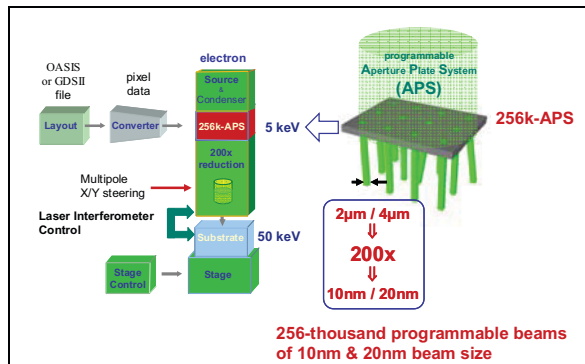 OASIS
or GDSII
file
pixel
data
electron
Layout
Converter
Source
&
Condenser
256k-APS
5 keV
200x
reduction
Multipole
X/Y steering
Laser Interferometer
Control
Substrate
50 keV
Stage
Control
Stage
programmable
Aperture Plate System
(APS)
256k-APS
2µm / 4µm
⇓
200x
⇓
10nm / 20nm
256-thousand programmable beams
of 10nm & 20nm beam size